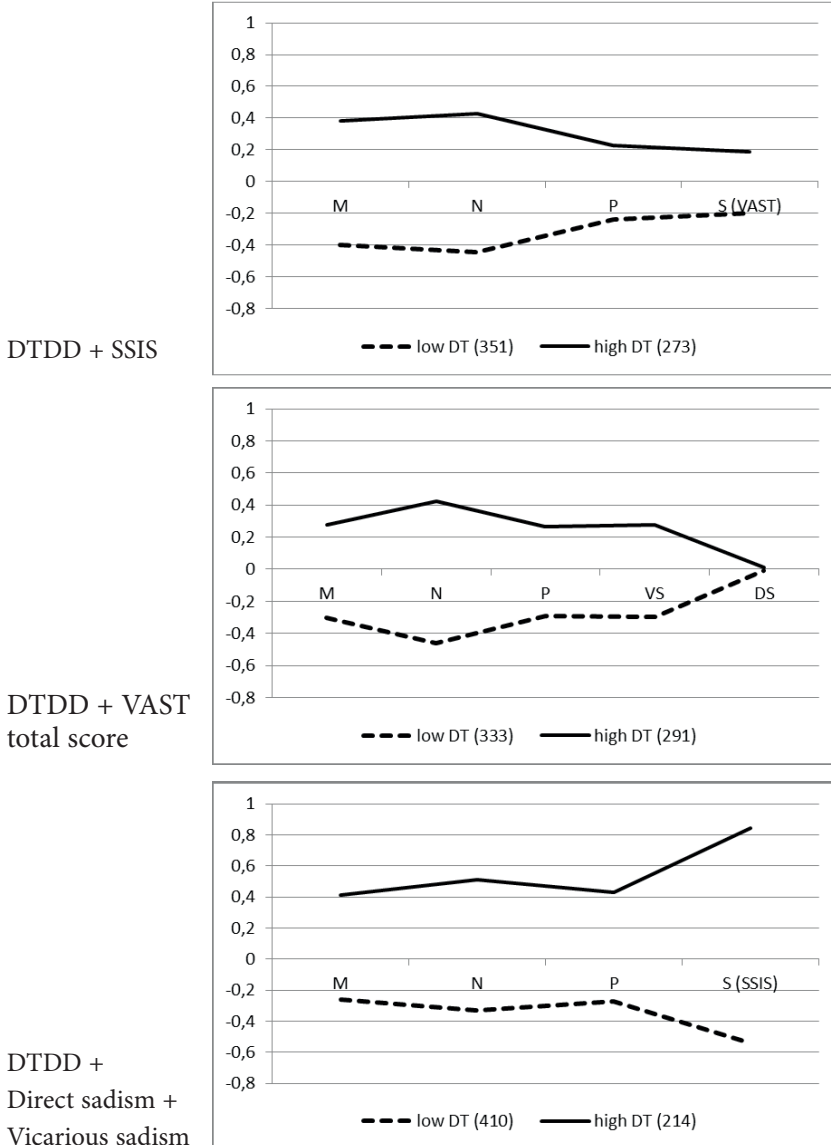 1
0,8
0,6
0,4
0,2
0
-0,2
-0,4
-0,6
-0,8
M N P S (VAST)
low DT (351) high DT (273)
DTDD + SSIS
1
0,8
0,6
0,4
0,2
0
-0,2
-0,4
-0,6
-0,8
M N P VS DS
low DT (333) high DT (291)
DTDD + VAST
total score
1
0,8
0,6
0,4
0,2
0
-0,2
-0,4
-0,6
-0,8
M N P S (SSIS)
low DT (410) high DT (214)
DTDD +
Direct sadism +
Vicarious sadism